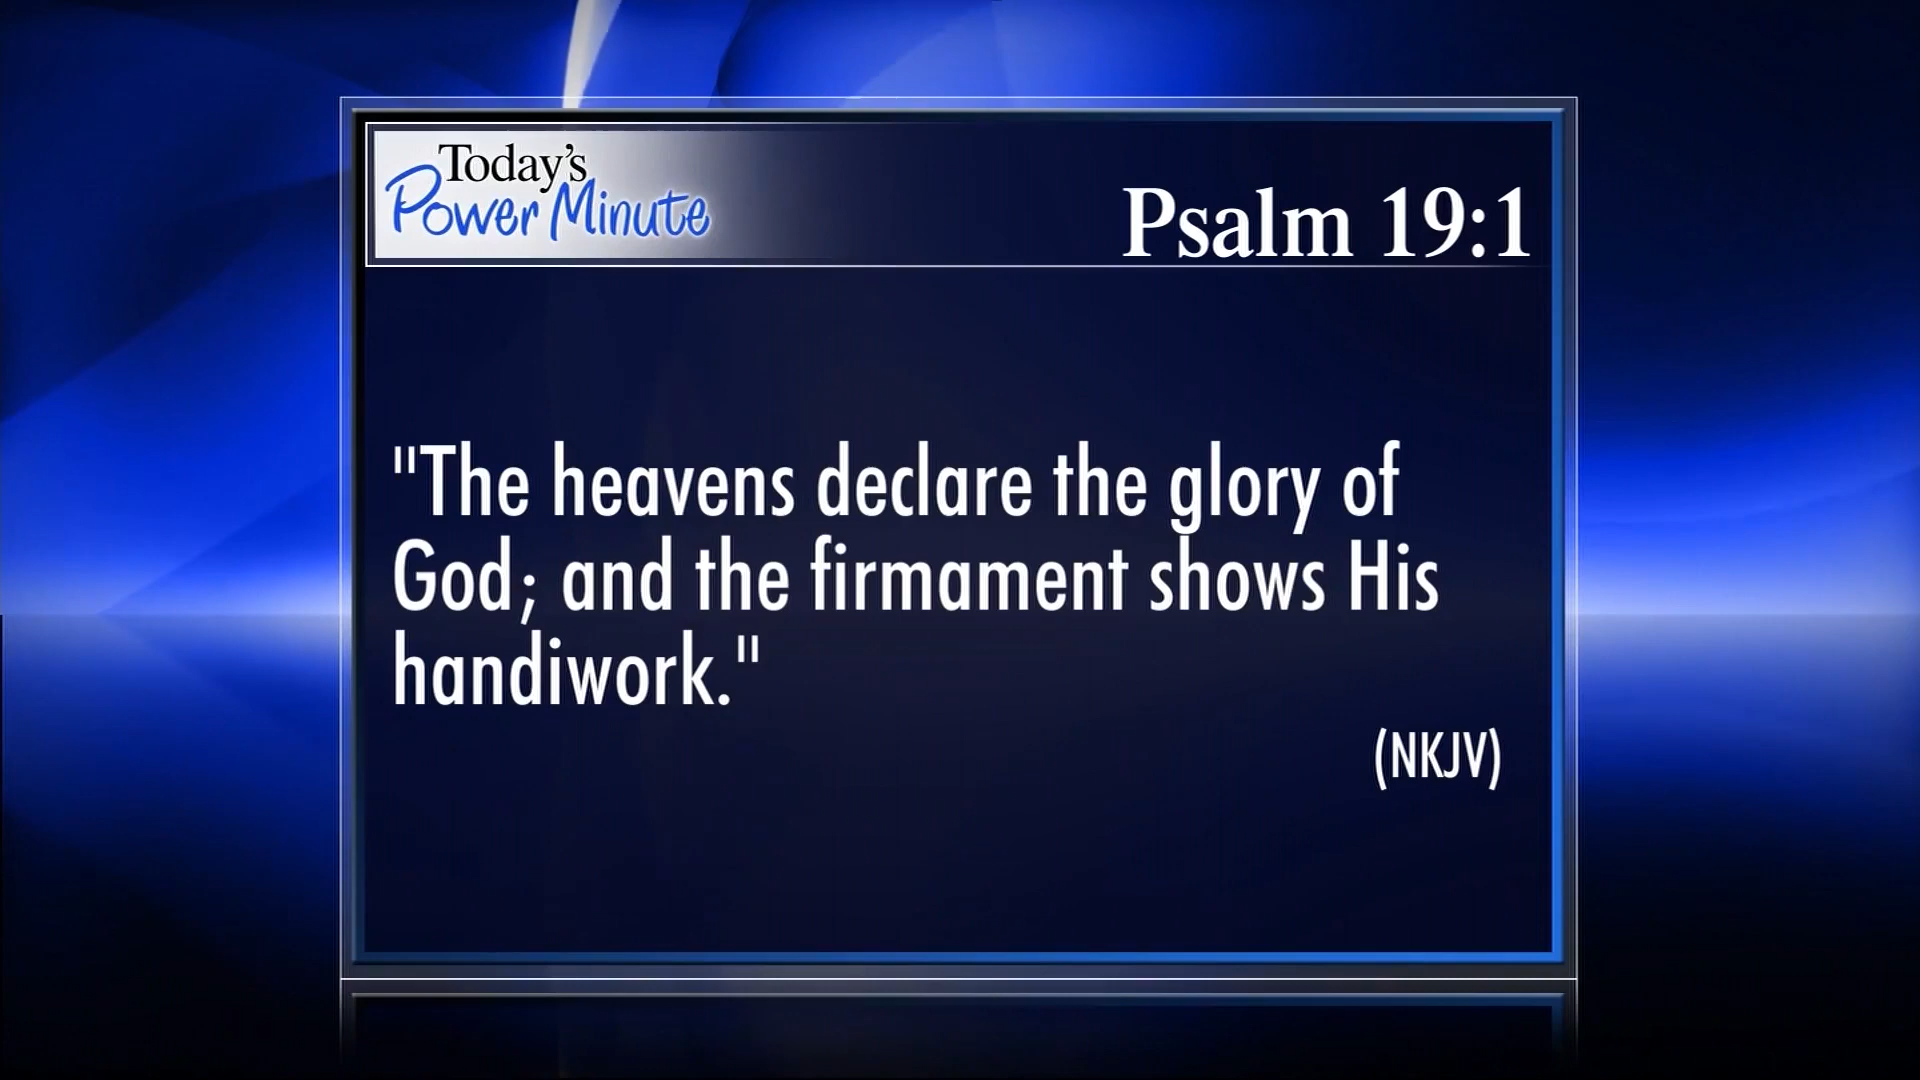 Today's
Power Minute
Psalm 19:1
"The heavens declare the glory of
God; and the firmament shows His
handiwork."
(NKJV)